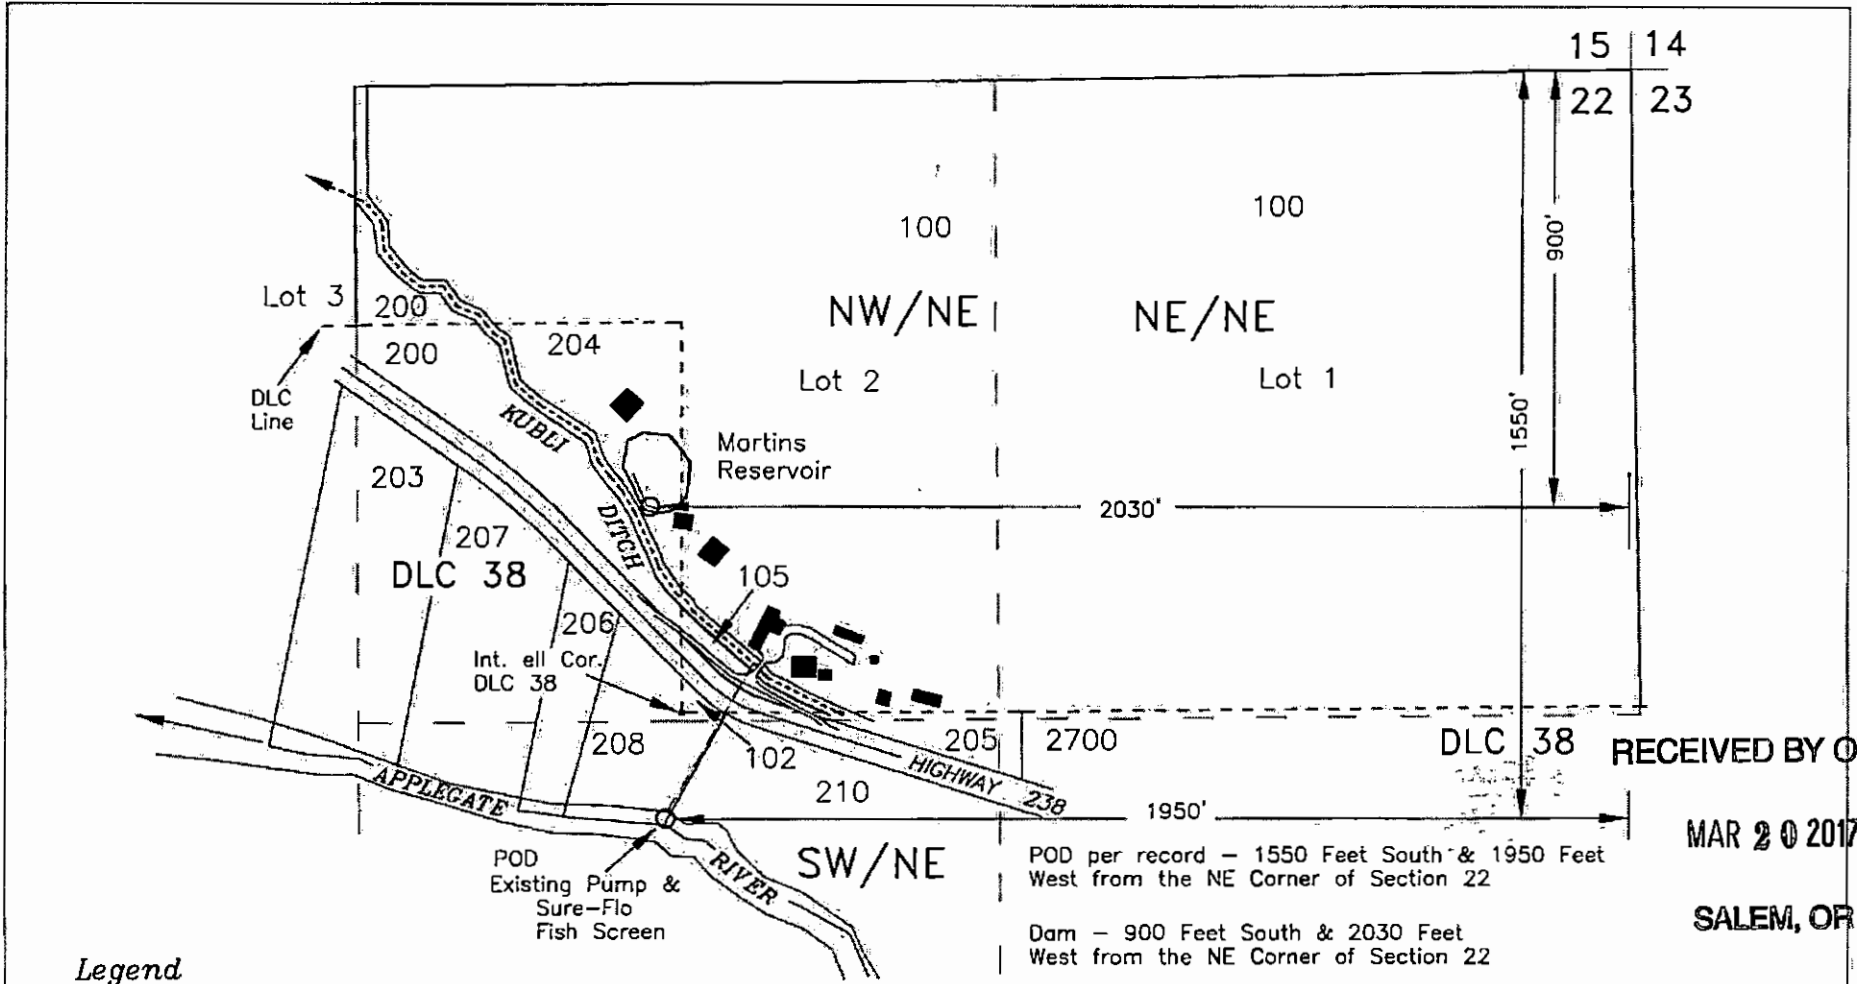 15 14
22 23
100
100
900'
Lot 3
200
NW/NE
NE/NE
204
200
Lot 2
Lot 1
DLC
Line
KUBLI
1550'
Martins
Reservoir
203
2030'
DITCH
207
DLC 38
105
206
Int. ell Cor.
DLC 38
208
102
205
2700
DLC 38
RECEIVED BY O
HIGHWAY 238
APPLEGATE
210
1950'
MAR 20 2017
POD
Existing Pump &
Sure-Flo
Fish Screen
RIVER
SW/NE
POD per record - 1550 Feet South & 1950 Feet
West from the NE Corner of Section 22
SALEM, OR
Dam - 900 Feet South & 2030 Feet
West from the NE Corner of Section 22
Legend